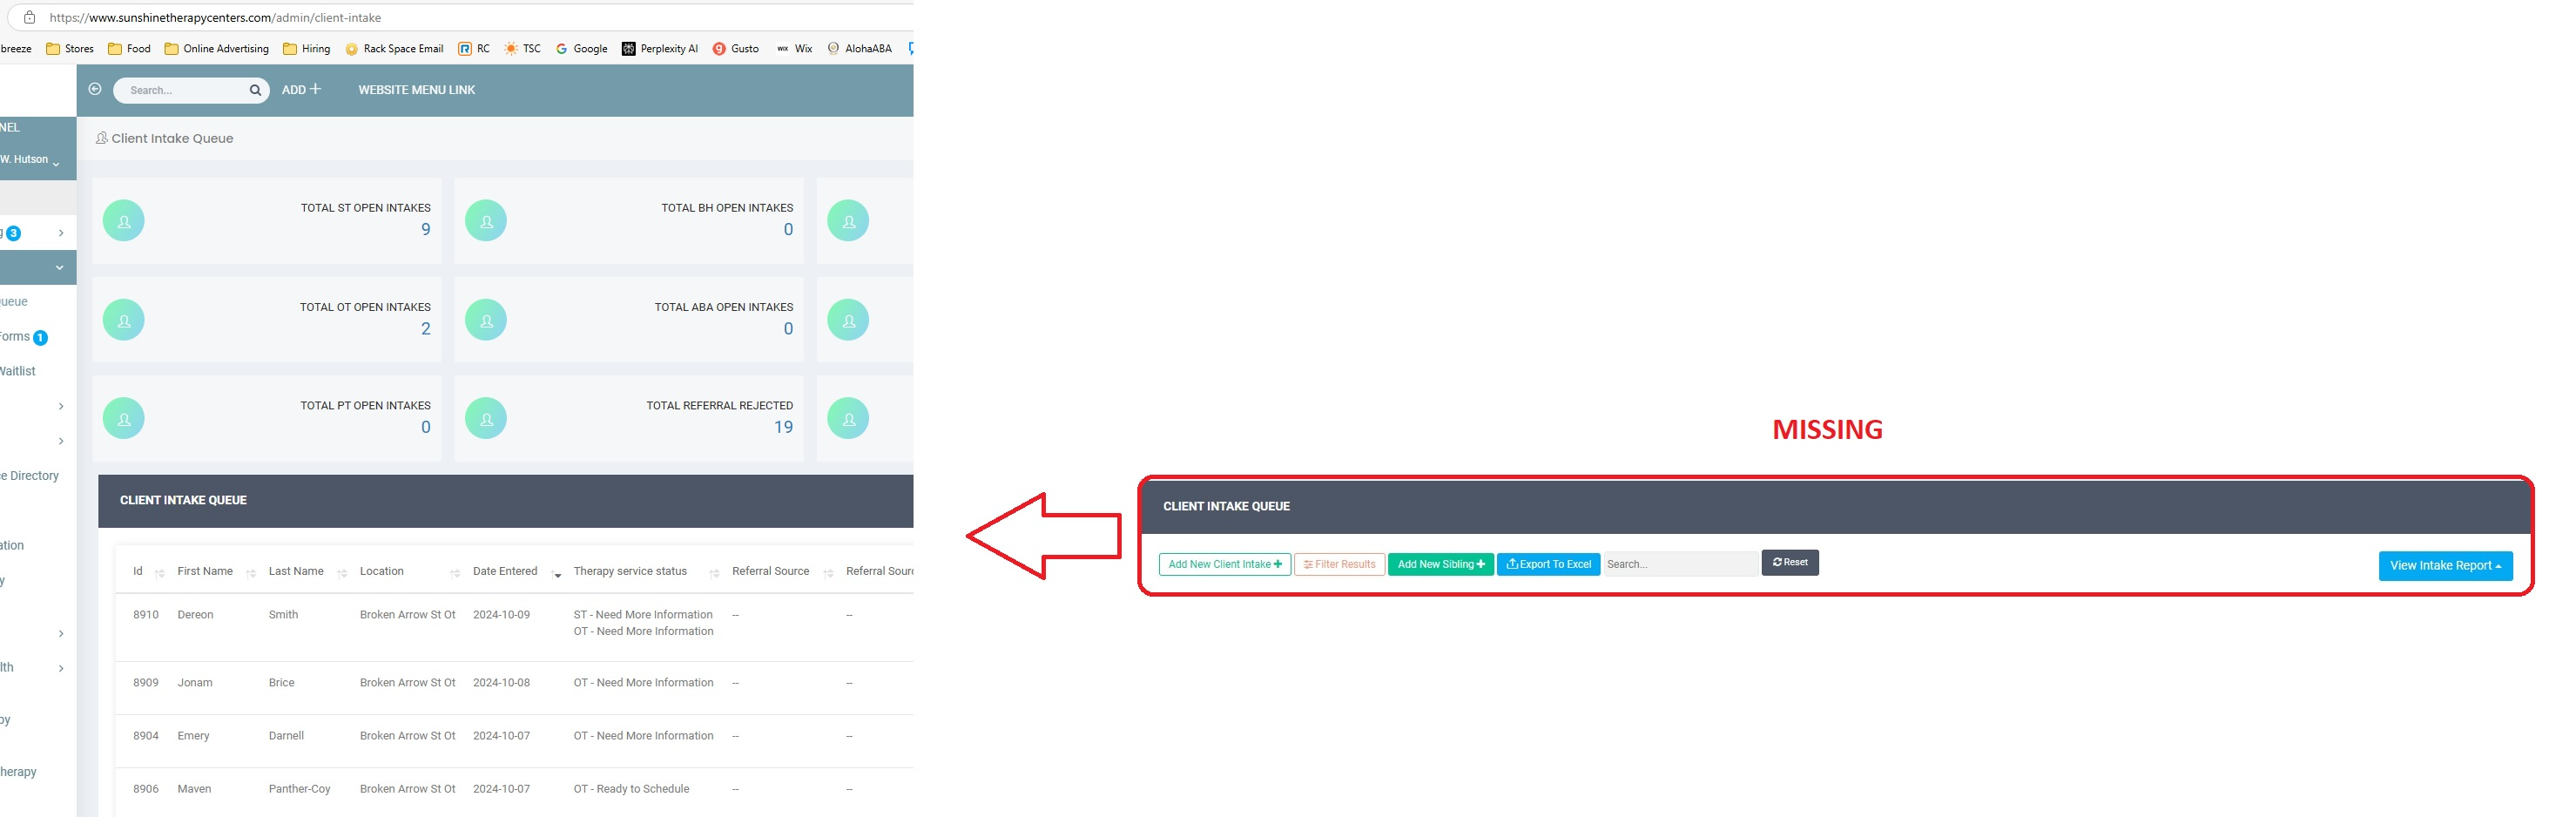 https://www.sunshinetherapycenters.com/admin/client-intake
breeze Stores Food Online Advertising Hiring Rack Space Email RC TSC Google Perplexity AI Gusto Wix AlohaABA
Search... ADD + WEBSITE MENU LINK
NEL
W. Hutson
Client Intake Queue
TOTAL ST OPEN INTAKES
9
TOTAL BH OPEN INTAKES
0
g 3
ueue
TOTAL OT OPEN INTAKES
2
TOTAL ABA OPEN INTAKES
0
Forms 1
Waitlist
TOTAL PT OPEN INTAKES
0
TOTAL REFERRAL REJECTED
19
MISSING
ce Directory
CLIENT INTAKE QUEUE
ation
y
lth
by
herapy
Id First Name Last Name Location Date Entered Therapy service status Referral Source Referral Sourc
8910 Dereon Smith Broken Arrow St Ot 2024-10-09 ST - Need More Information -- --
OT - Need More Information
8909 Jonam Brice Broken Arrow St Ot 2024-10-08 OT - Need More Information -- --
8904 Emery Darnell Broken Arrow St Ot 2024-10-07 OT - Need More Information -- --
8906 Maven Panther-Coy Broken Arrow St Ot 2024-10-07 OT - Ready to Schedule -- --
CLIENT INTAKE QUEUE
Add New Client Intake + Filter Results Add New Sibling + Export To Excel Search... Reset View Intake Report